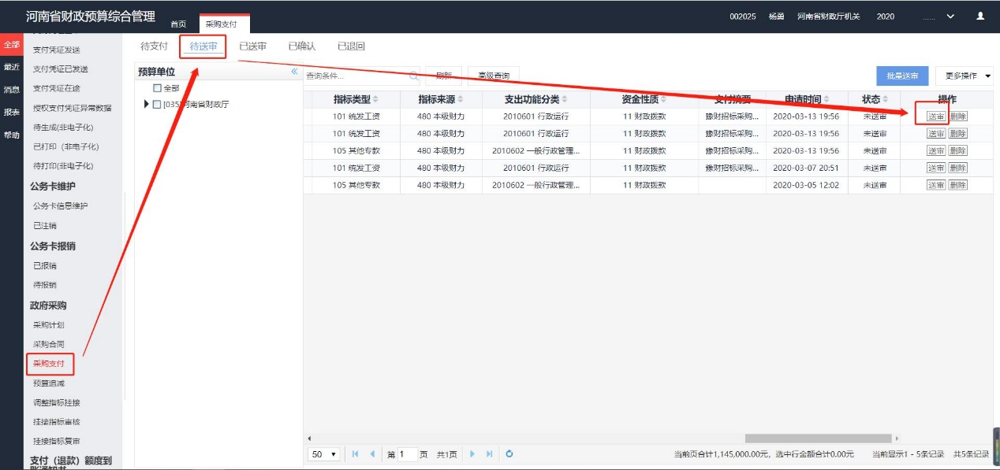 河南省财政预算综合管理 首页 采购支付 002025 杨勇 河南省财政厅机关 2020 ......
全部
最近
消息
报表
帮助
支付凭证发送
支付凭证已发送
支付凭证在途
授权支付凭证异常数据
待生成(非电子化)
已打印（非电子化)
待打印(非电子化)
公务卡维护
公务卡信息维护
已注销
公务卡报销
已报销
待报销
政府采购
采购计划
采购合同
采购支付
预算追减
调整指标挂接
挂接指标审核
挂接指标复审
支付（退款）额度到
账通知书
待支付 待送审 已送审 已确认 已退回
预算单位
全部
[035]河南省财政厅
查询条件... 刷新 高级查询 批量送审 更多操作
指标类型 指标来源 支出功能分类 资金性质 支付摘要 申请时间 状态 操作
101 统发工资 480 本级财力 2010601 行政运行 11 财政拨款 豫财招标采购... 2020-03-13 19:56 未送审 送审 删除
101 统发工资 480 本级财力 2010601 行政运行 11 财政拨款 豫财招标采购... 2020-03-13 19:56 未送审 送审 删除
105 其他专款 480 本级财力 2010602 一般行政管理... 11 财政拨款 豫财招标采购... 2020-03-13 19:56 未送审 送审 删除
101 统发工资 480 本级财力 2010601 行政运行 11 财政拨款 豫财招标采购... 2020-03-07 20:51 未送审 送审 删除
105 其他专款 480 本级财力 2010602 一般行政管理... 11 财政拨款 2020-03-05 12:02 未送审 送审 删除
50 第 1 页 共1页 当前页合计1,145,000.00元，选中行金额合计0.00元 当前显示1 - 5条记录 共5条记录